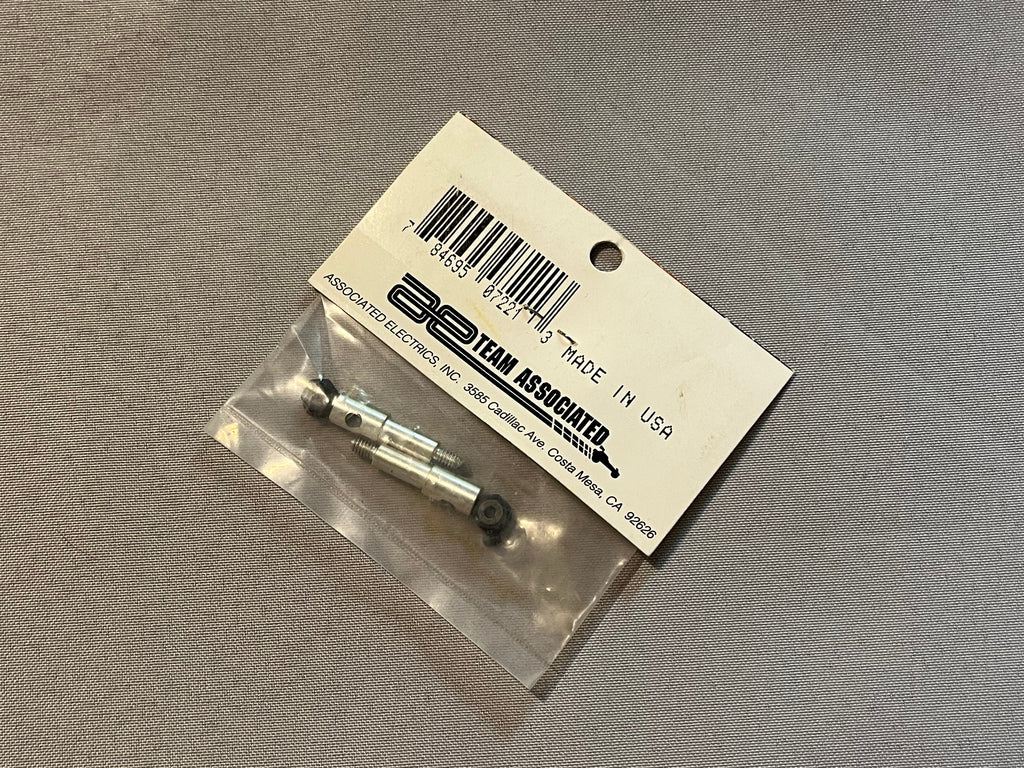 7 84695 07221 3
MADE IN USA
ae TEAM ASSOCIATED
ASSOCIATED ELECTRICS, INC. 3585 Cadillac Ave. Costa Mesa, CA 92626